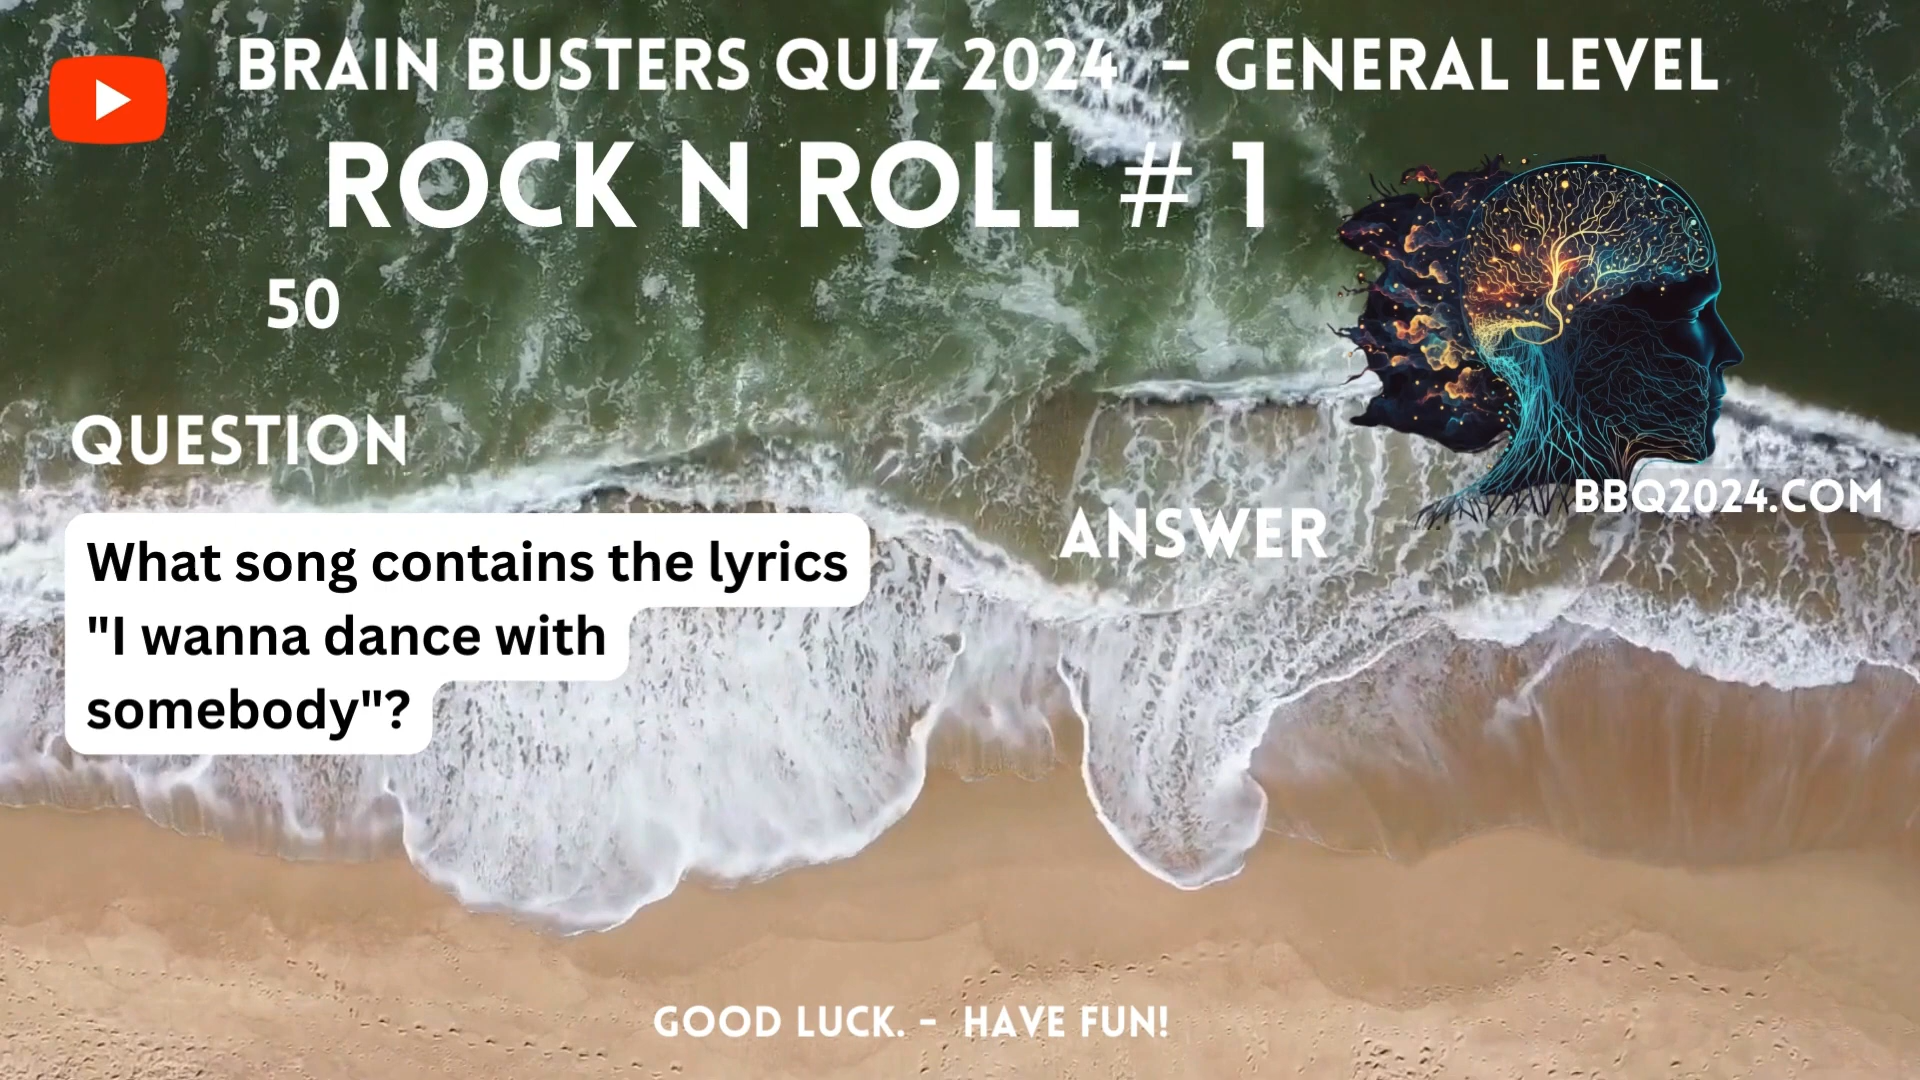 BRAIN BUSTERS QUIZ 2024 - GENERAL LEVEL
ROCK N ROLL # 1
50
QUESTION
What song contains the lyrics
"I wanna dance with
somebody"?
ANSWER
BBQ2024.COM
GOOD LUCK. - HAVE FUN!